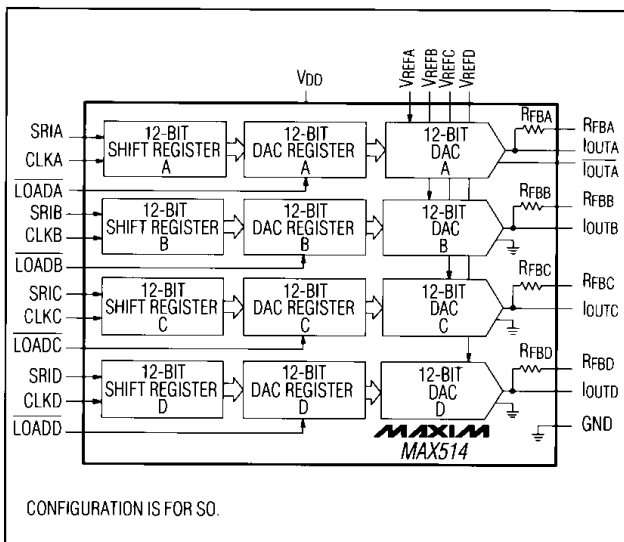 VREFA
VREFB
VREFC
VREFD
VDD
SRIA
CLKA
LOADA
12-BIT
SHIFT REGISTER
A
12-BIT
DAC REGISTER
A
12-BIT
DAC
A
RFBA
RFBA
IOUTA
IOUTA
SRIB
CLKB
LOADB
12-BIT
SHIFT REGISTER
B
12-BIT
DAC REGISTER
B
12-BIT
DAC
B
RFBB
RFBB
IOUTB
SRIC
CLKC
LOADC
12-BIT
SHIFT REGISTER
C
12-BIT
DAC REGISTER
C
12-BIT
DAC
C
RFBC
RFBC
IOUTC
SRID
CLKD
LOADD
12-BIT
SHIFT REGISTER
D
12-BIT
DAC REGISTER
D
12-BIT
DAC
D
RFBD
RFBD
IOUTD
GND
MAXIM
MAX514
CONFIGURATION IS FOR SO.